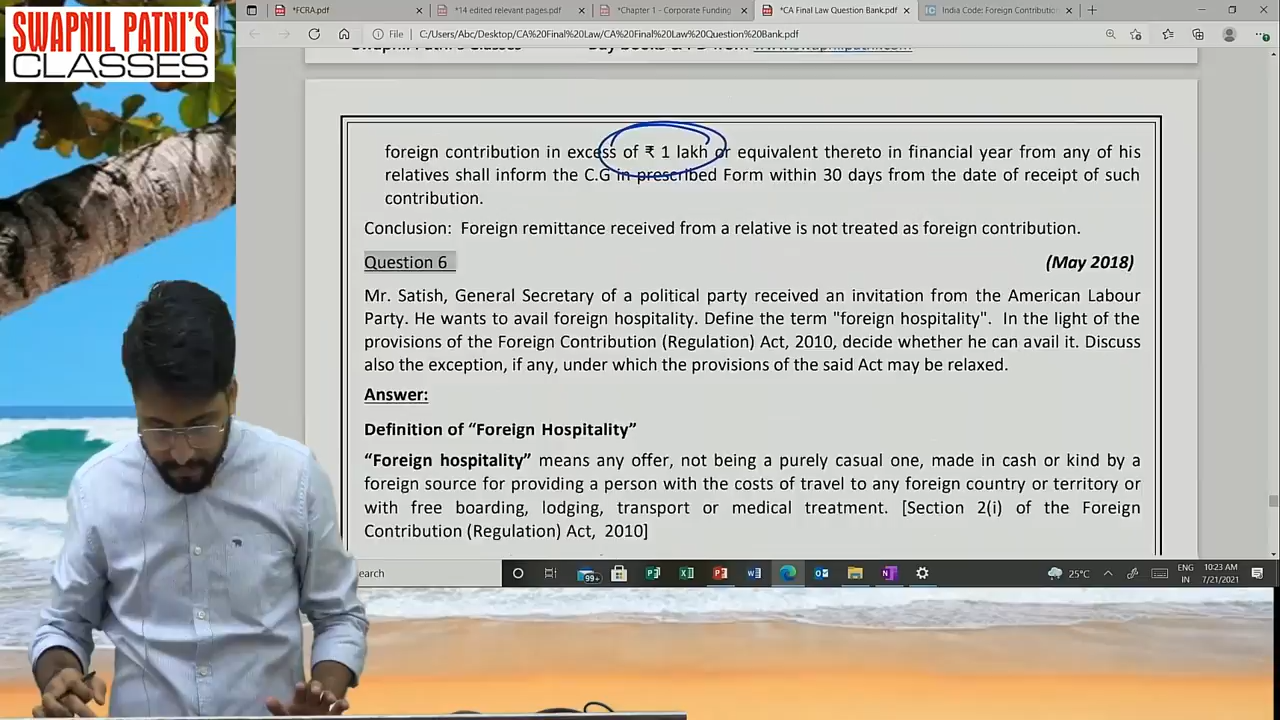 SWAPNIL PATNI'S
CLASSES
*FCRA.pdf
*14 edited relevant pages.pdf
*Chapter 1 - Corporate Funding
*CA Final Law Question Bank.pdf
India Code: Foreign Contributio
File
C:/Users/Abc/Desktop/CA%20Final%20Law/CA%20Final%20Law%20Question%20Bank.pdf
foreign contribution in excess of ₹ 1 lakh or equivalent thereto in financial year from any of his
relatives shall inform the C.G in prescribed Form within 30 days from the date of receipt of such
contribution.
Conclusion: Foreign remittance received from a relative is not treated as foreign contribution.
Question 6
(May 2018)
Mr. Satish, General Secretary of a political party received an invitation from the American Labour
Party. He wants to avail foreign hospitality. Define the term "foreign hospitality". In the light of the
provisions of the Foreign Contribution (Regulation) Act, 2010, decide whether he can avail it. Discuss
also the exception, if any, under which the provisions of the said Act may be relaxed.
Answer:
Definition of “Foreign Hospitality”
“Foreign hospitality” means any offer, not being a purely casual one, made in cash or kind by a
foreign source for providing a person with the costs of travel to any foreign country or territory or
with free boarding, lodging, transport or medical treatment. [Section 2(i) of the Foreign
Contribution (Regulation) Act, 2010]
earch
99+
25°C
ENG
IN
10:23 AM
7/21/2021